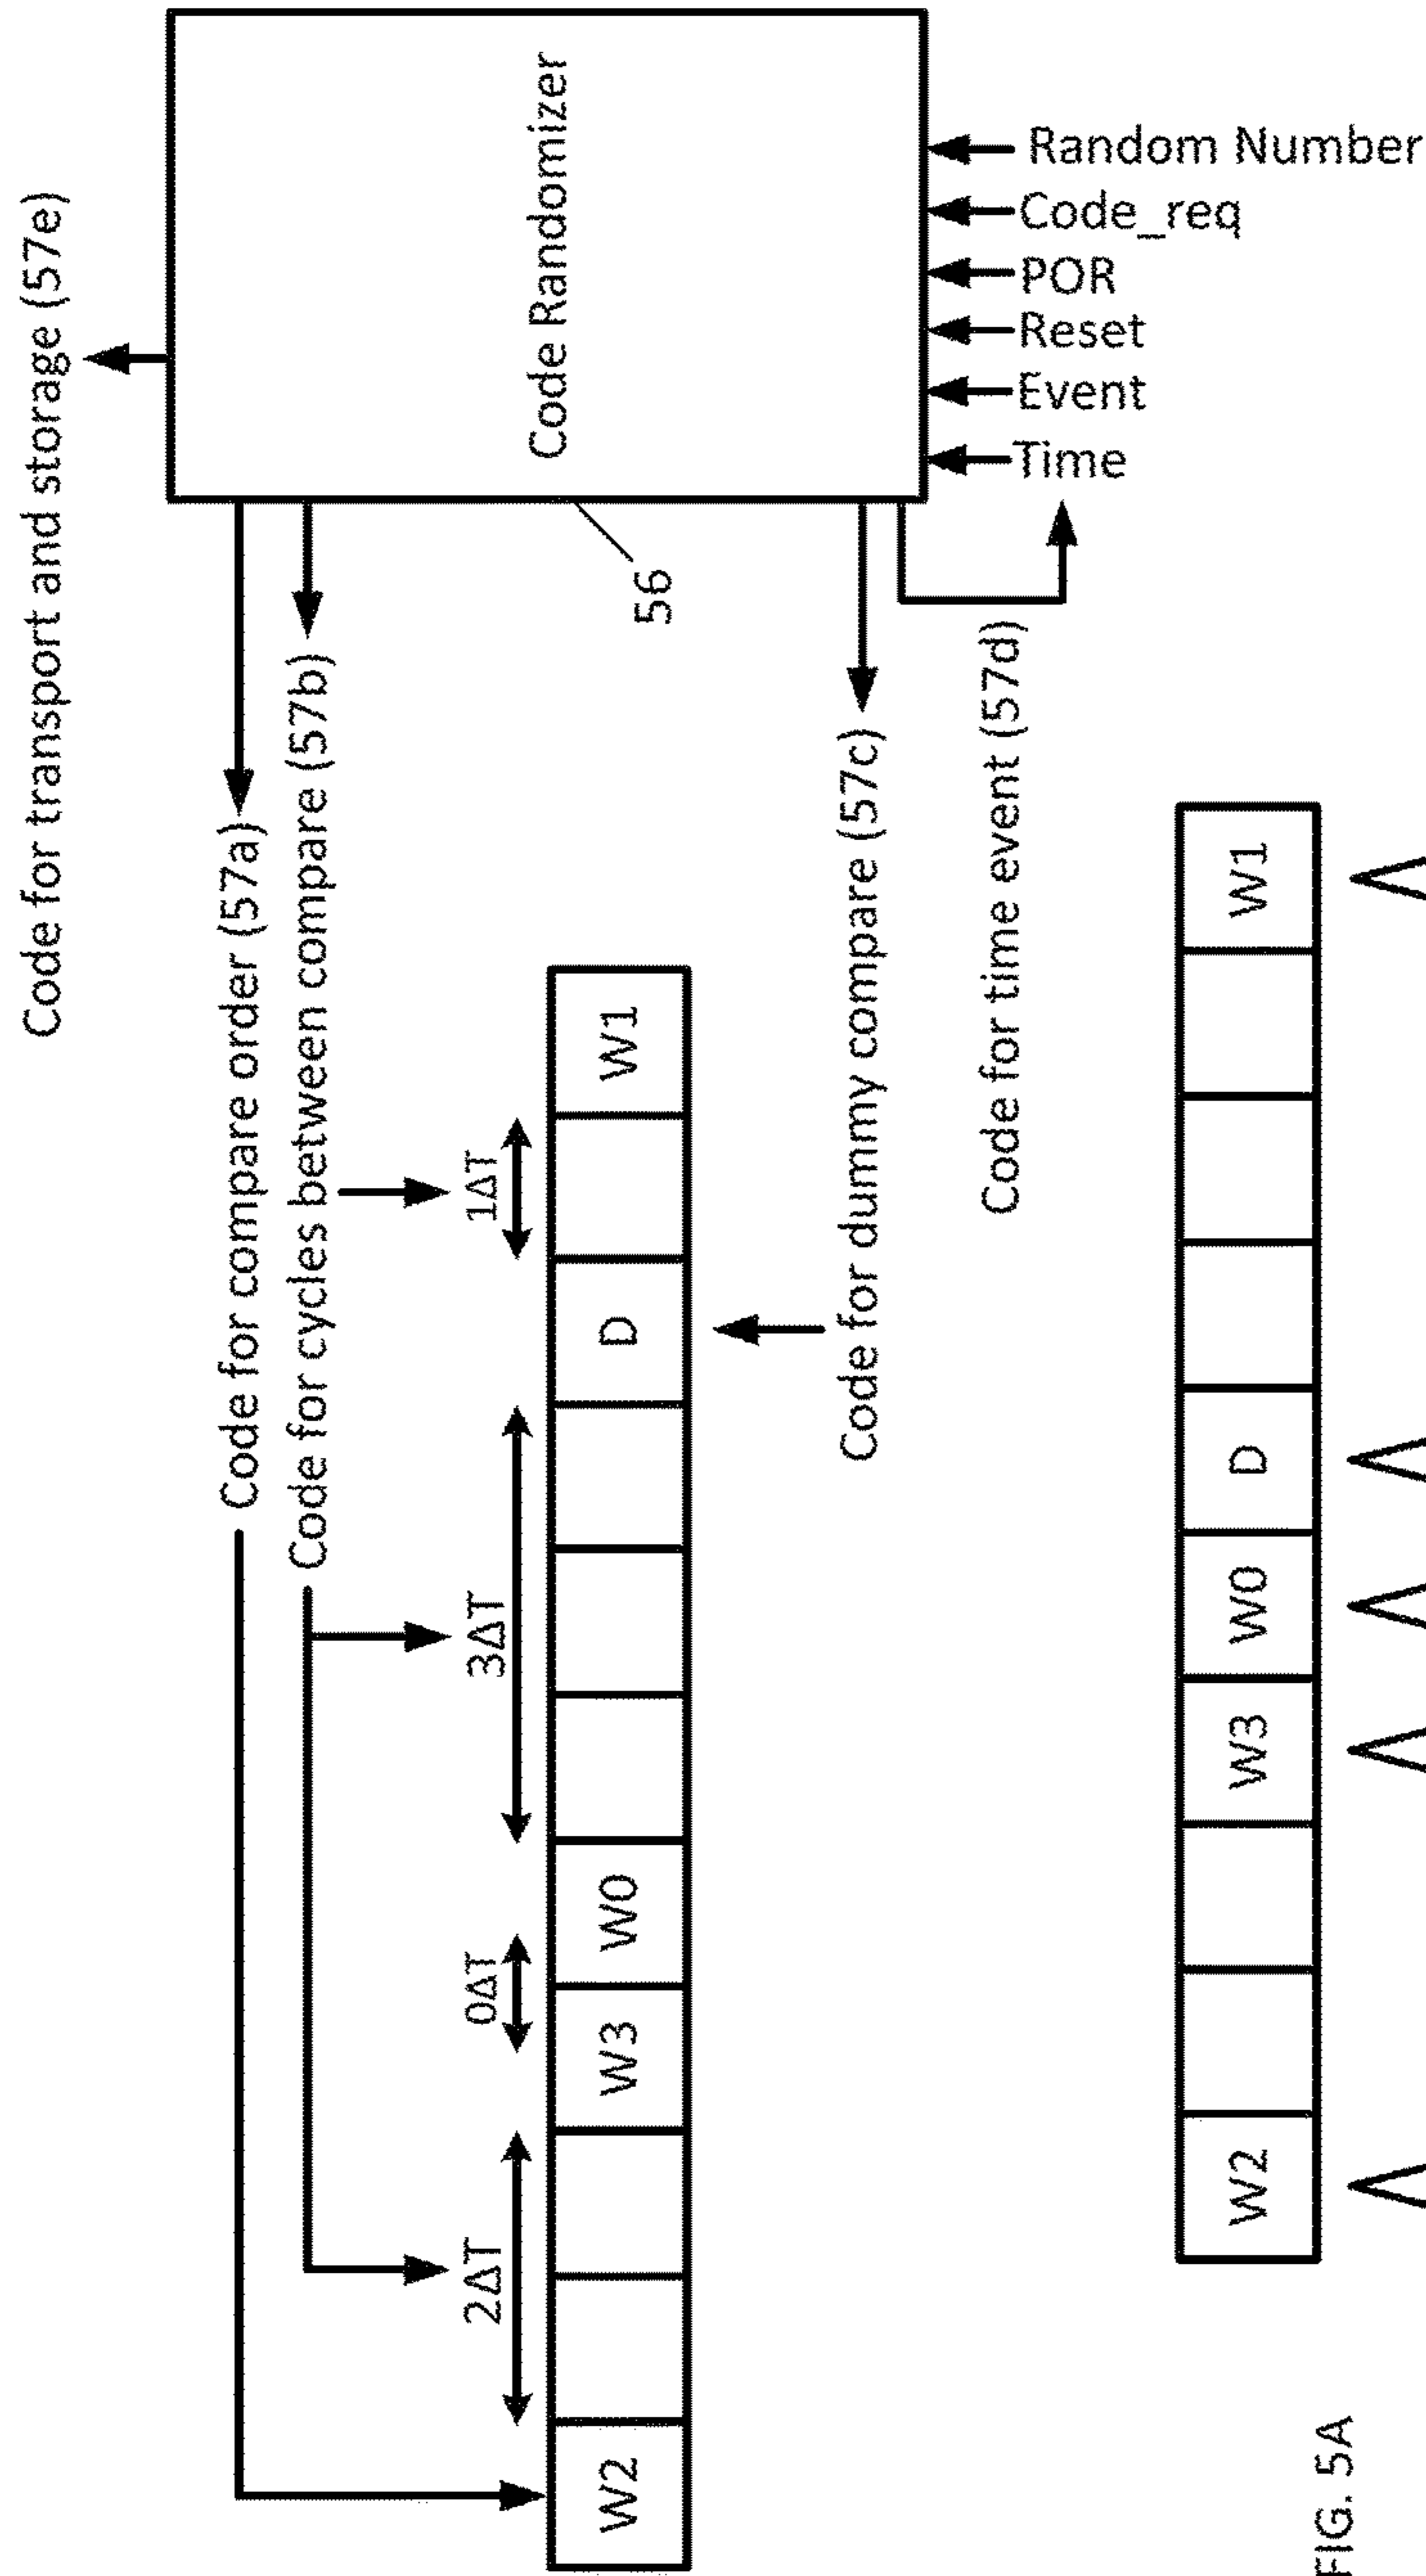 Code for transport and storage (57e)
Code for compare order (57a)
Code for cycles between compare (57b)
Code Randomizer
56
2ΔT
0ΔT
3ΔT
1ΔT
W2
W3
W0
D
W1
Code for dummy compare (57c)
Code for time event (57d)
Time
Event
Reset
POR
Code_req
Random Number
W2
W3
W0
D
W1
FIG. 5A